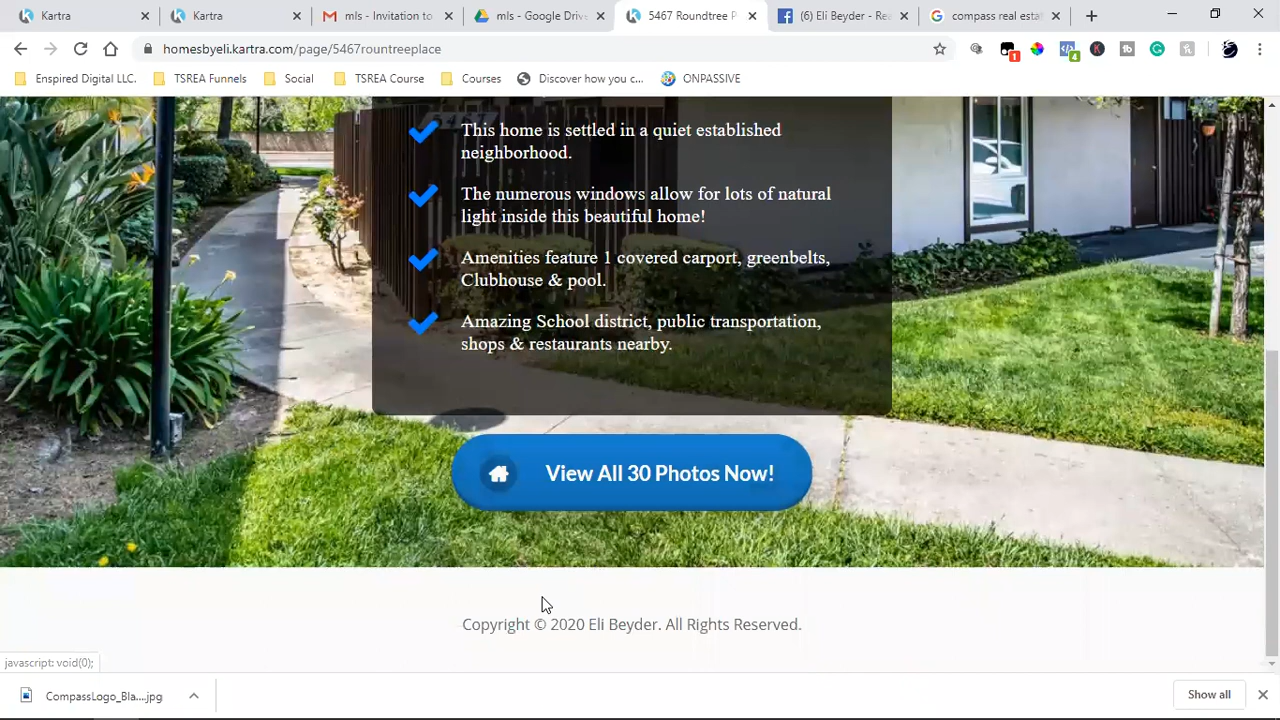 Kartra
Kartra
mls - Invitation to
mls - Google Drive
5467 Roundtree P
(6) Eli Beyder - Re
compass real esta
homesbyeli.kartra.com/page/5467rountreeplace
1
4
Enspired Digital LLC.
TSREA Funnels
Social
TSREA Course
Courses
Discover how you c...
ONPASSIVE
This home is settled in a quiet established
neighborhood.
The numerous windows allow for lots of natural
light inside this beautiful home!
Amenities feature 1 covered carport, greenbelts,
Clubhouse & pool.
Amazing School district, public transportation,
shops & restaurants nearby.
View All 30 Photos Now!
Copyright © 2020 Eli Beyder. All Rights Reserved.
javascript: void(0);
CompassLogo_Bla....jpg
Show all